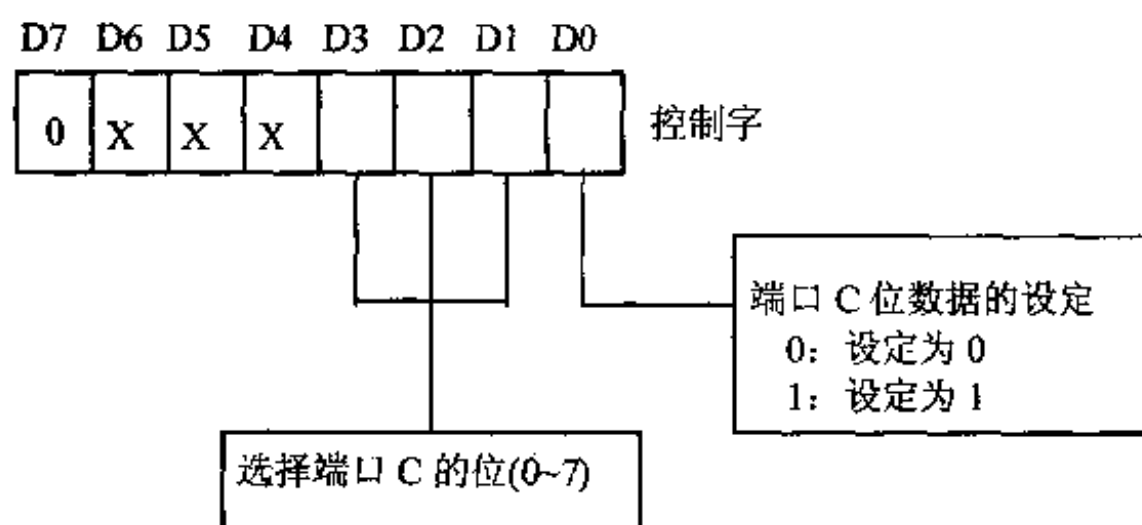 D7 D6 D5 D4 D3 D2 D1 D0
0 X X X 控制字
端口 C 位数据的设定
0：设定为 0
1：设定为 1
选择端口 C 的位(0~7)